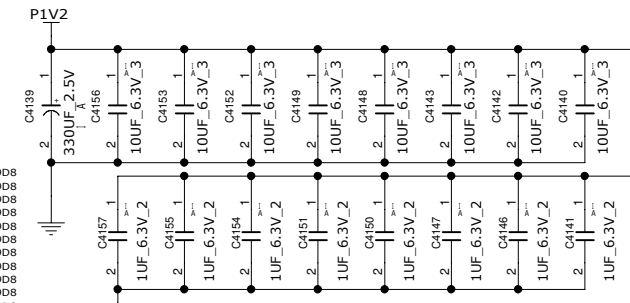 P1V2
1 C4139 2 330UF_2.5V A I
1 C4156 2 10UF_6.3V_3 A I
1 C4153 2 10UF_6.3V_3 A I
1 C4152 2 10UF_6.3V_3 A I
1 C4149 2 10UF_6.3V_3 A I
1 C4148 2 10UF_6.3V_3 A I
1 C4143 2 10UF_6.3V_3 A I
1 C4142 2 10UF_6.3V_3 A I
1 C4140 2 10UF_6.3V_3 A I
1 C4157 2 1UF_6.3V_2 A I
1 C4155 2 1UF_6.3V_2 A I
1 C4154 2 1UF_6.3V_2 A I
1 C4151 2 1UF_6.3V_2 A I
1 C4150 2 1UF_6.3V_2 A I
1 C4147 2 1UF_6.3V_2 A I
1 C4146 2 1UF_6.3V_2 A I
1 C4141 2 1UF_6.3V_2 A I